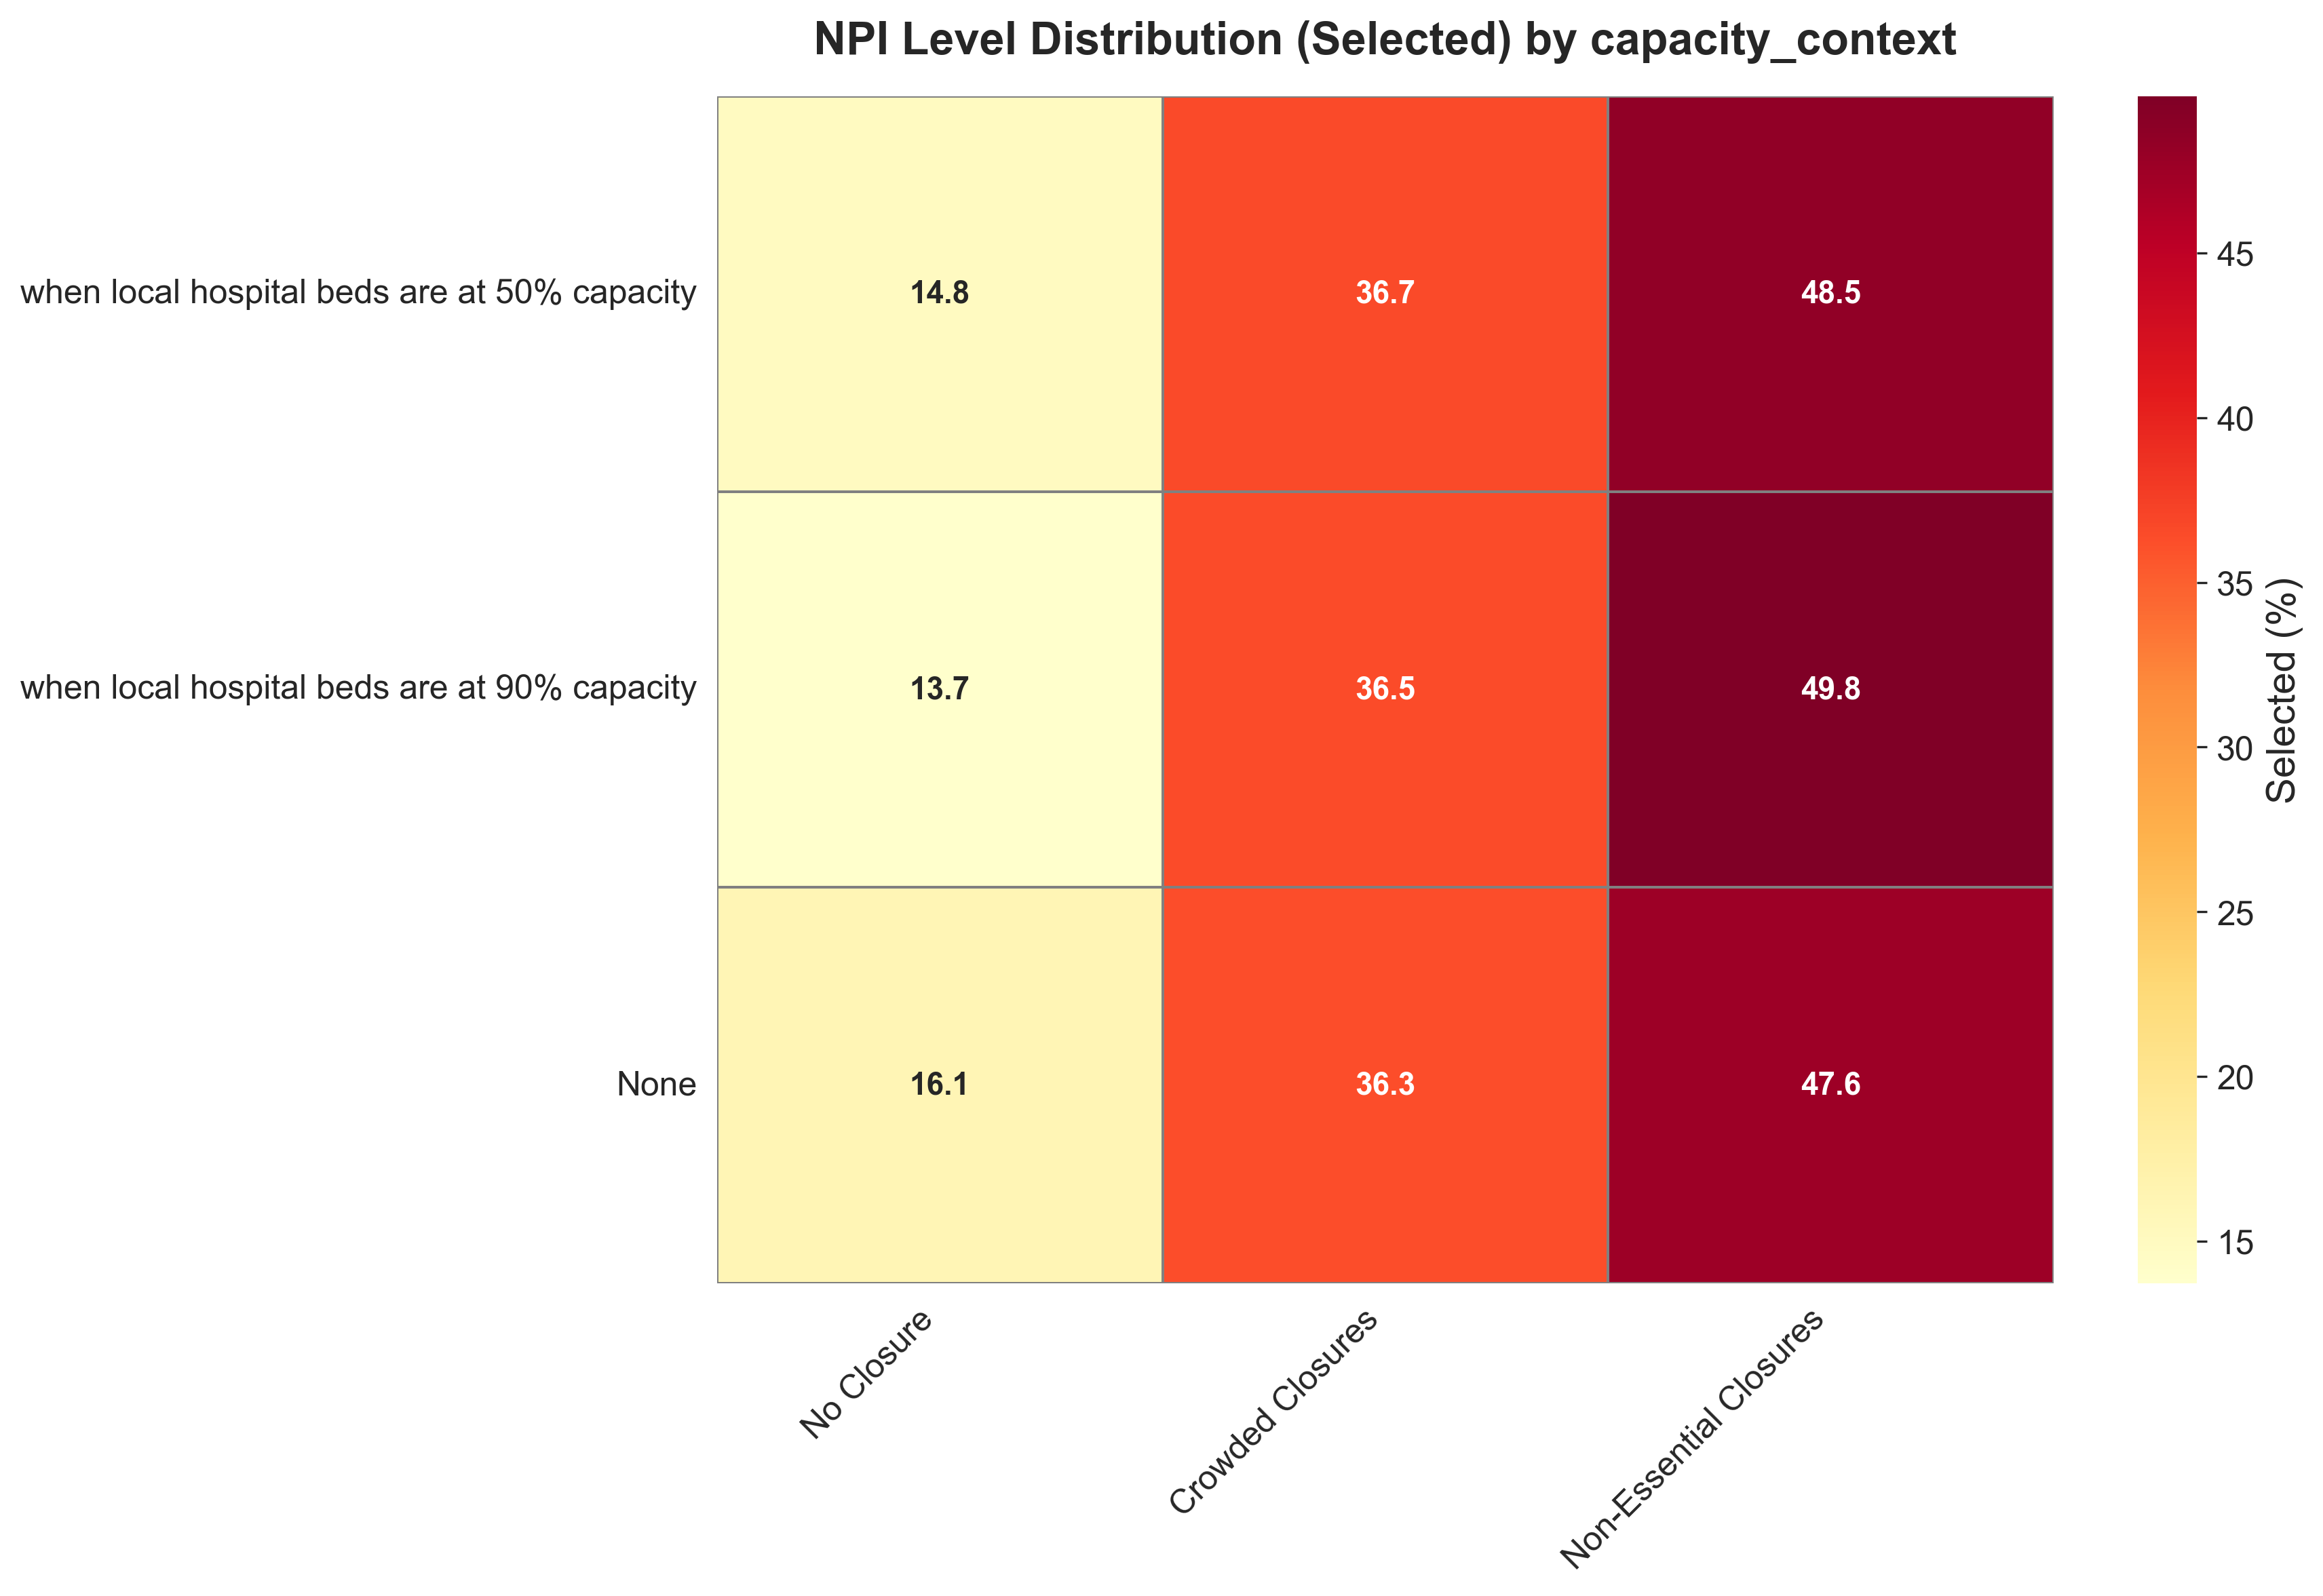 NPI Level Distribution (Selected) by capacity_context
when local hospital beds are at 50% capacity
14.8
36.7
48.5
when local hospital beds are at 90% capacity
13.7
36.5
49.8
None
16.1
36.3
47.6
No Closure
Crowded Closures
Non-Essential Closures
45
40
35
30
25
20
15
Selected (%)